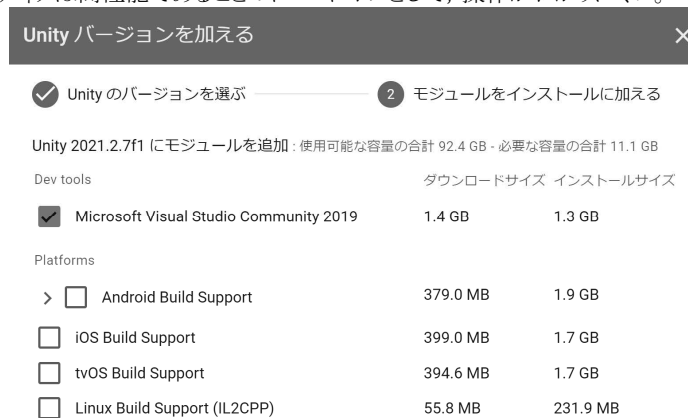 Unity バージョンを加える
Unity のバージョンを選ぶ 2 モジュールをインストールに加える
Unity 2021.2.7f1 にモジュールを追加 : 使用可能な容量の合計 92.4 GB - 必要な容量の合計 11.1 GB
Dev tools ダウンロードサイズ インストールサイズ
Microsoft Visual Studio Community 2019 1.4 GB 1.3 GB
Platforms
Android Build Support 379.0 MB 1.9 GB
iOS Build Support 399.0 MB 1.7 GB
tvOS Build Support 394.6 MB 1.7 GB
Linux Build Support (IL2CPP) 55.8 MB 231.9 MB